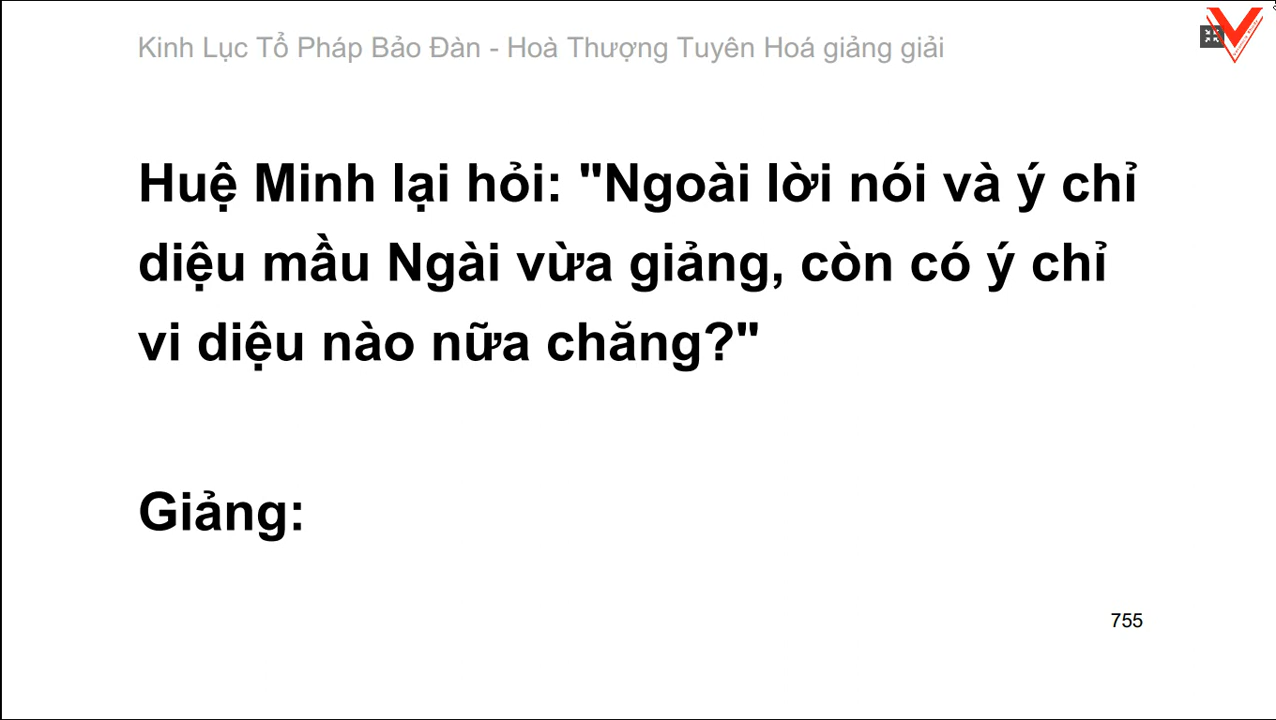 Kinh Lục Tổ Pháp Bảo Đàn - Hoà Thượng Tuyên Hoá giảng giải
Huệ Minh lại hỏi: "Ngoài lời nói và ý chỉ
diệu mầu Ngài vừa giảng, còn có ý chỉ
vi diệu nào nữa chăng?"
Giảng:
755